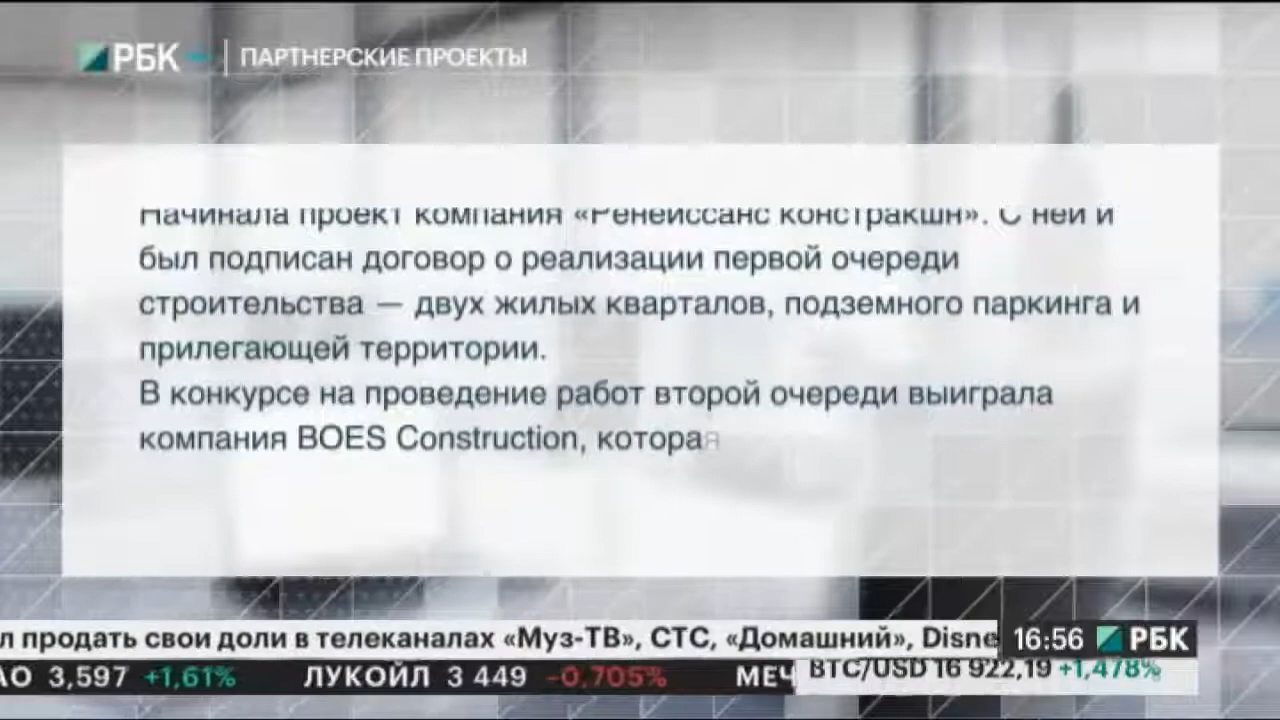 РБК ПАРТНЕРСКИЕ ПРОЕКТЫ
Начинала проект компания «Ренейссанс констракшн». С ней и
был подписан договор о реализации первой очереди
строительства — двух жилых кварталов, подземного паркинга и
прилегающей территории.
В конкурсе на проведение работ второй очереди выиграла
компания BOES Construction, которая
л продать свои доли в телеканалах «Муз-ТВ», СТС, «Домашний», Disne 16:56 РБК
АО 3,597 +1,61% ЛУКОЙЛ 3 449 -0,705% МЕЧ BTC/USD 16 922,19 +1,478%